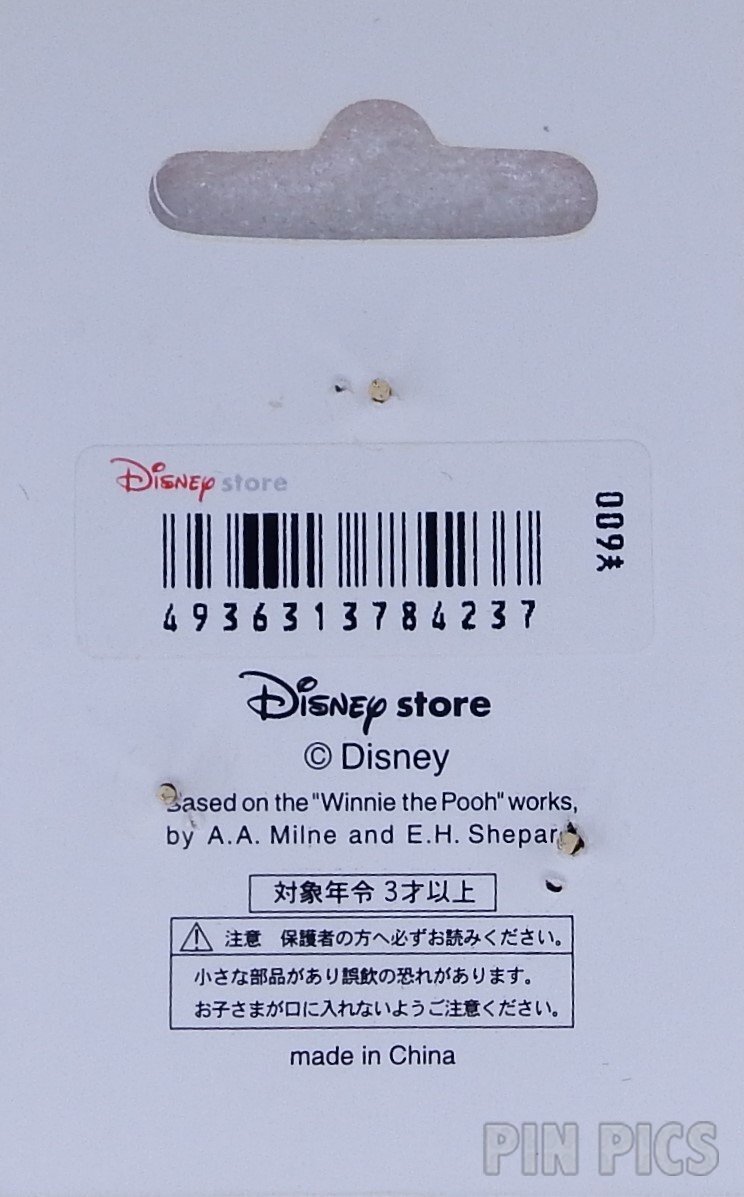 Disney store
4936313784237
009大
Disney store
© Disney
Based on the "Winnie the Pooh" works,
by A.A. Milne and E.H. Shepard
対象年令 3才以上
注意 保護者の方へ必ずお読みください。
小さな部品があり誤飲の恐れがあります。
お子さまが口に入れないようご注意ください。
made in China
PIN PICS